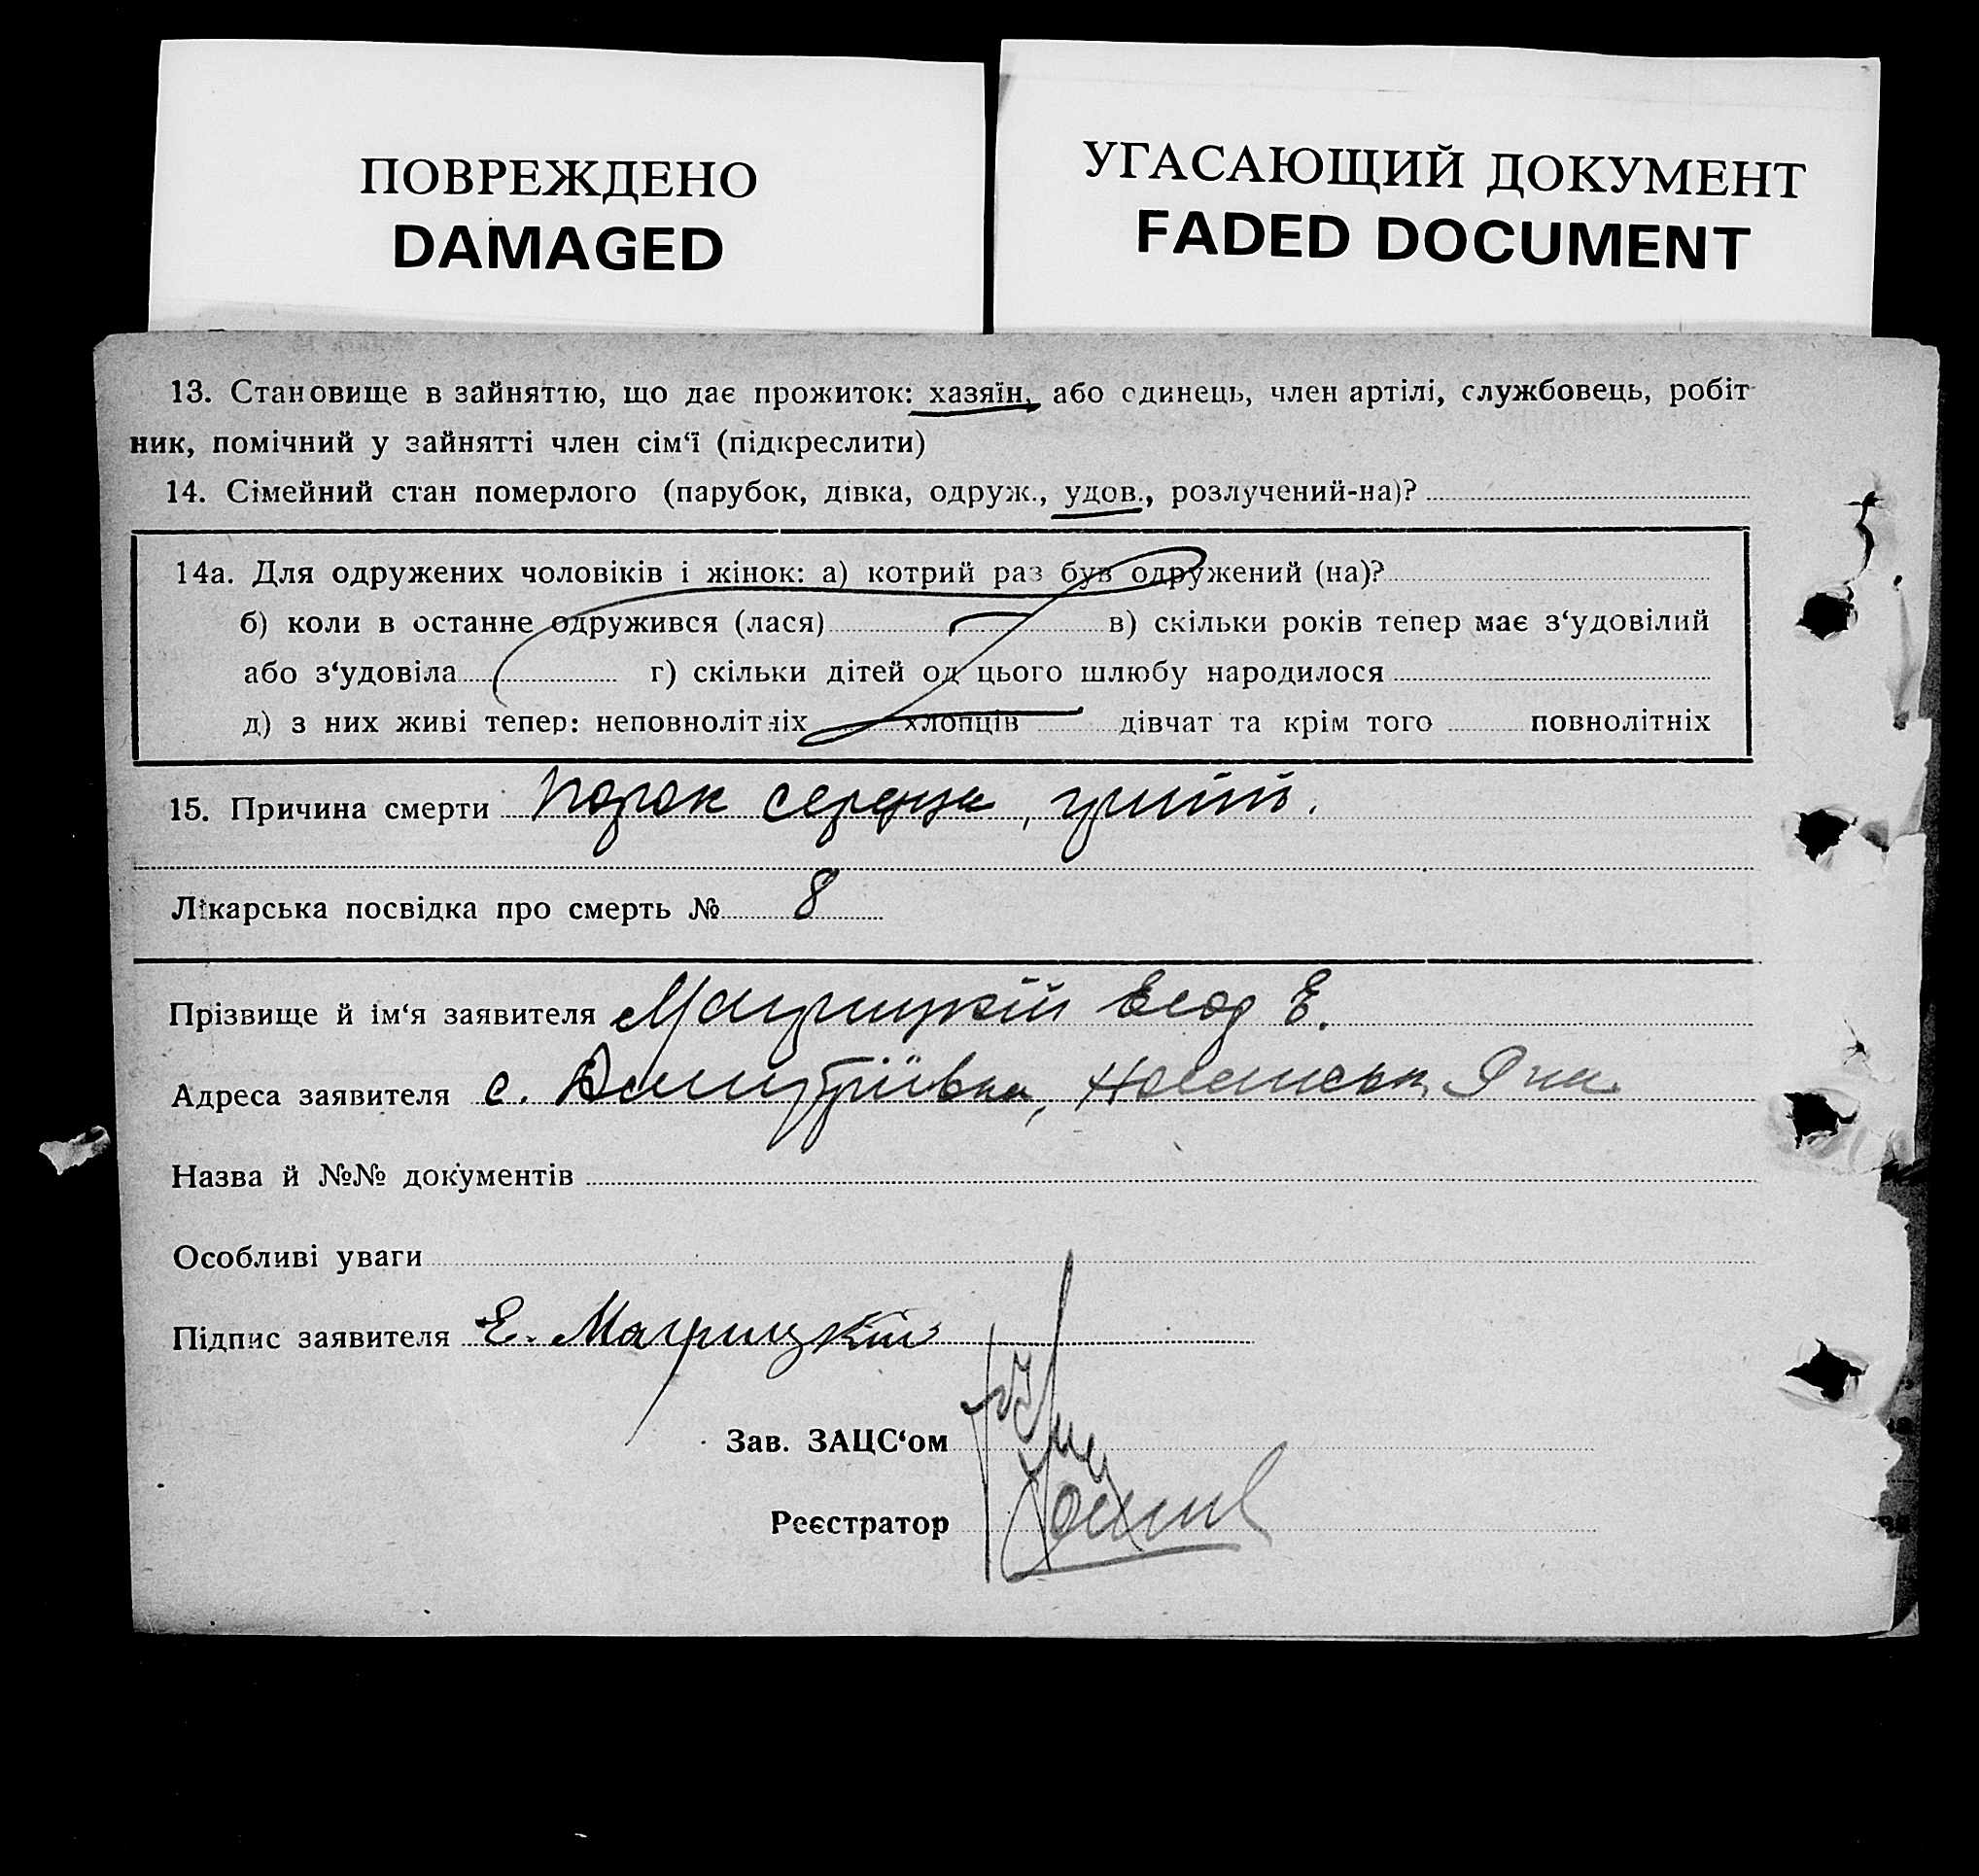 ПОВРЕЖДЕНО
DAMAGED
УГАСАЮЩИЙ ДОКУМЕНТ
FADED DOCUMENT
13. Становище в зайняттю, що дає прожиток: хазяїн, або єдинець, член артілі, службовець, робіт
ник, помічний у зайнятті член сім‘ї (підкреслити)
14. Сімейний стан померлого (парубок, дівка, одруж., удов., розлучений-на)?
14а. Для одружених чоловіків і жінок: а) котрий раз був одружений (на)?
б) коли в останнє одружився (лася) в) скільки років тепер має з‘удовілий
або з‘удовіла г) скільки дітей од цього шлюбу народилося
д) з них живі тепер: неповнолітніх хлопців дівчат та крім того повнолітніх
15. Причина смерти порок серця, грипп.
Лікарська посвідка про смерть № 8
Прізвище й ім‘я заявителя Магрицкій Е.
Адреса заявителя с. Дмитріївка,
Назва й №№ документів
Особливі уваги
Підпис заявителя Е. Магрицкій
Зав. ЗАЦС‘ом
Реєстратор